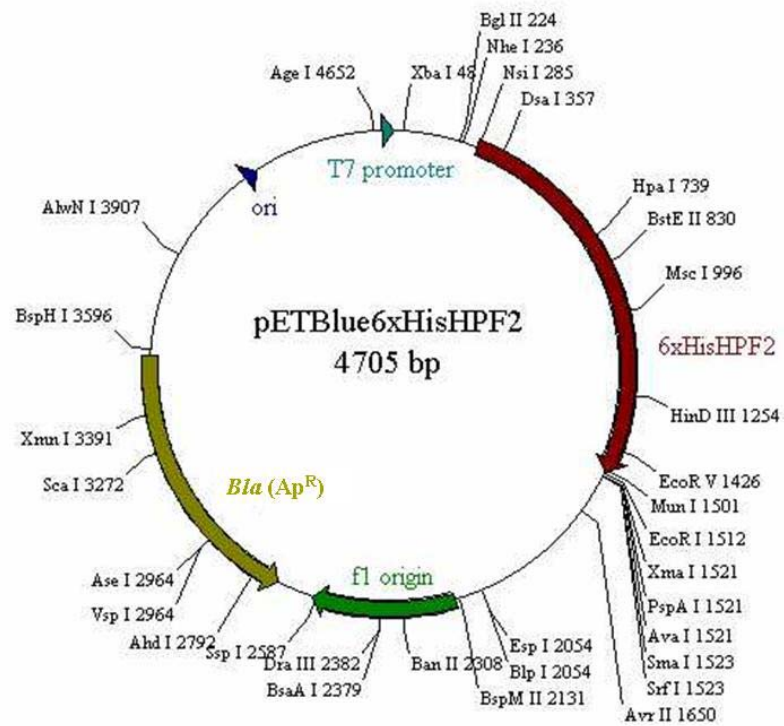 Bgl II 224
Nhe I 236
Age I 4652
Xba I 48
Nsi I 285
Dsa I 357
T7 promoter
ori
Hpa I 739
AlwN I 3907
BstE II 830
Msc I 996
BspH I 3596
pETBlue6xHisHPF2
4705 bp
6xHisHPF2
HinD III 1254
Xmn I 3391
Sca I 3272
Bla (ApR)
EcoR V 1426
Mun I 1501
EcoR I 1512
Xma I 1521
PspA I 1521
Ava I 1521
Sma I 1523
Srf I 1523
Avr II 1650
Ase I 2964
Vsp I 2964
Ahd I 2792
Ssp I 2587
f1 origin
Dra III 2382
BsaA I 2379
Ban II 2308
Esp I 2054
Blp I 2054
BspM II 2131